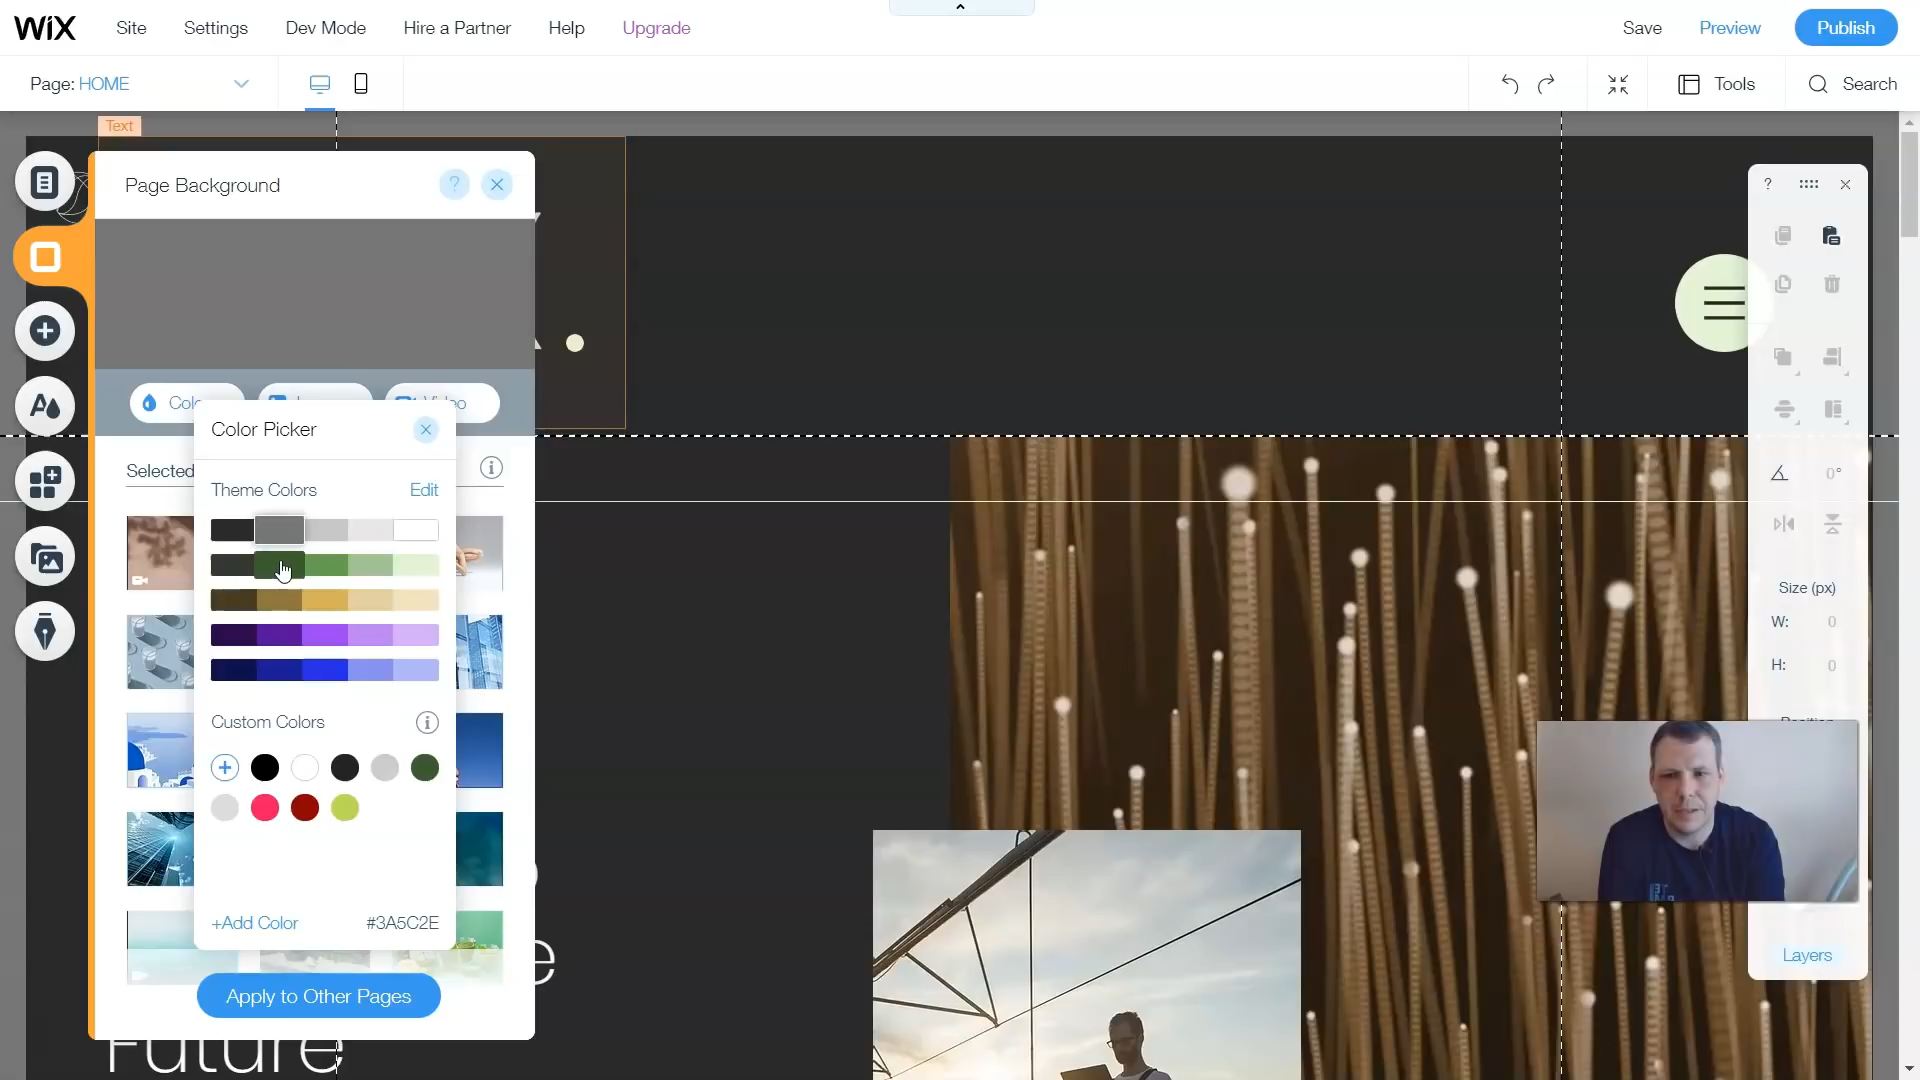 WiX
Site
Settings
Dev Mode
Hire a Partner
Help
Upgrade
Save
Preview
Publish
Page: HOME
Tools
Search
Text
Page Background
?
?
Color Picker
Selected
Theme Colors
Edit
Custom Colors
+Add Color
#3A5C2E
Apply to Other Pages
Future
0°
Size (px)
W: 0
H: 0
Layers